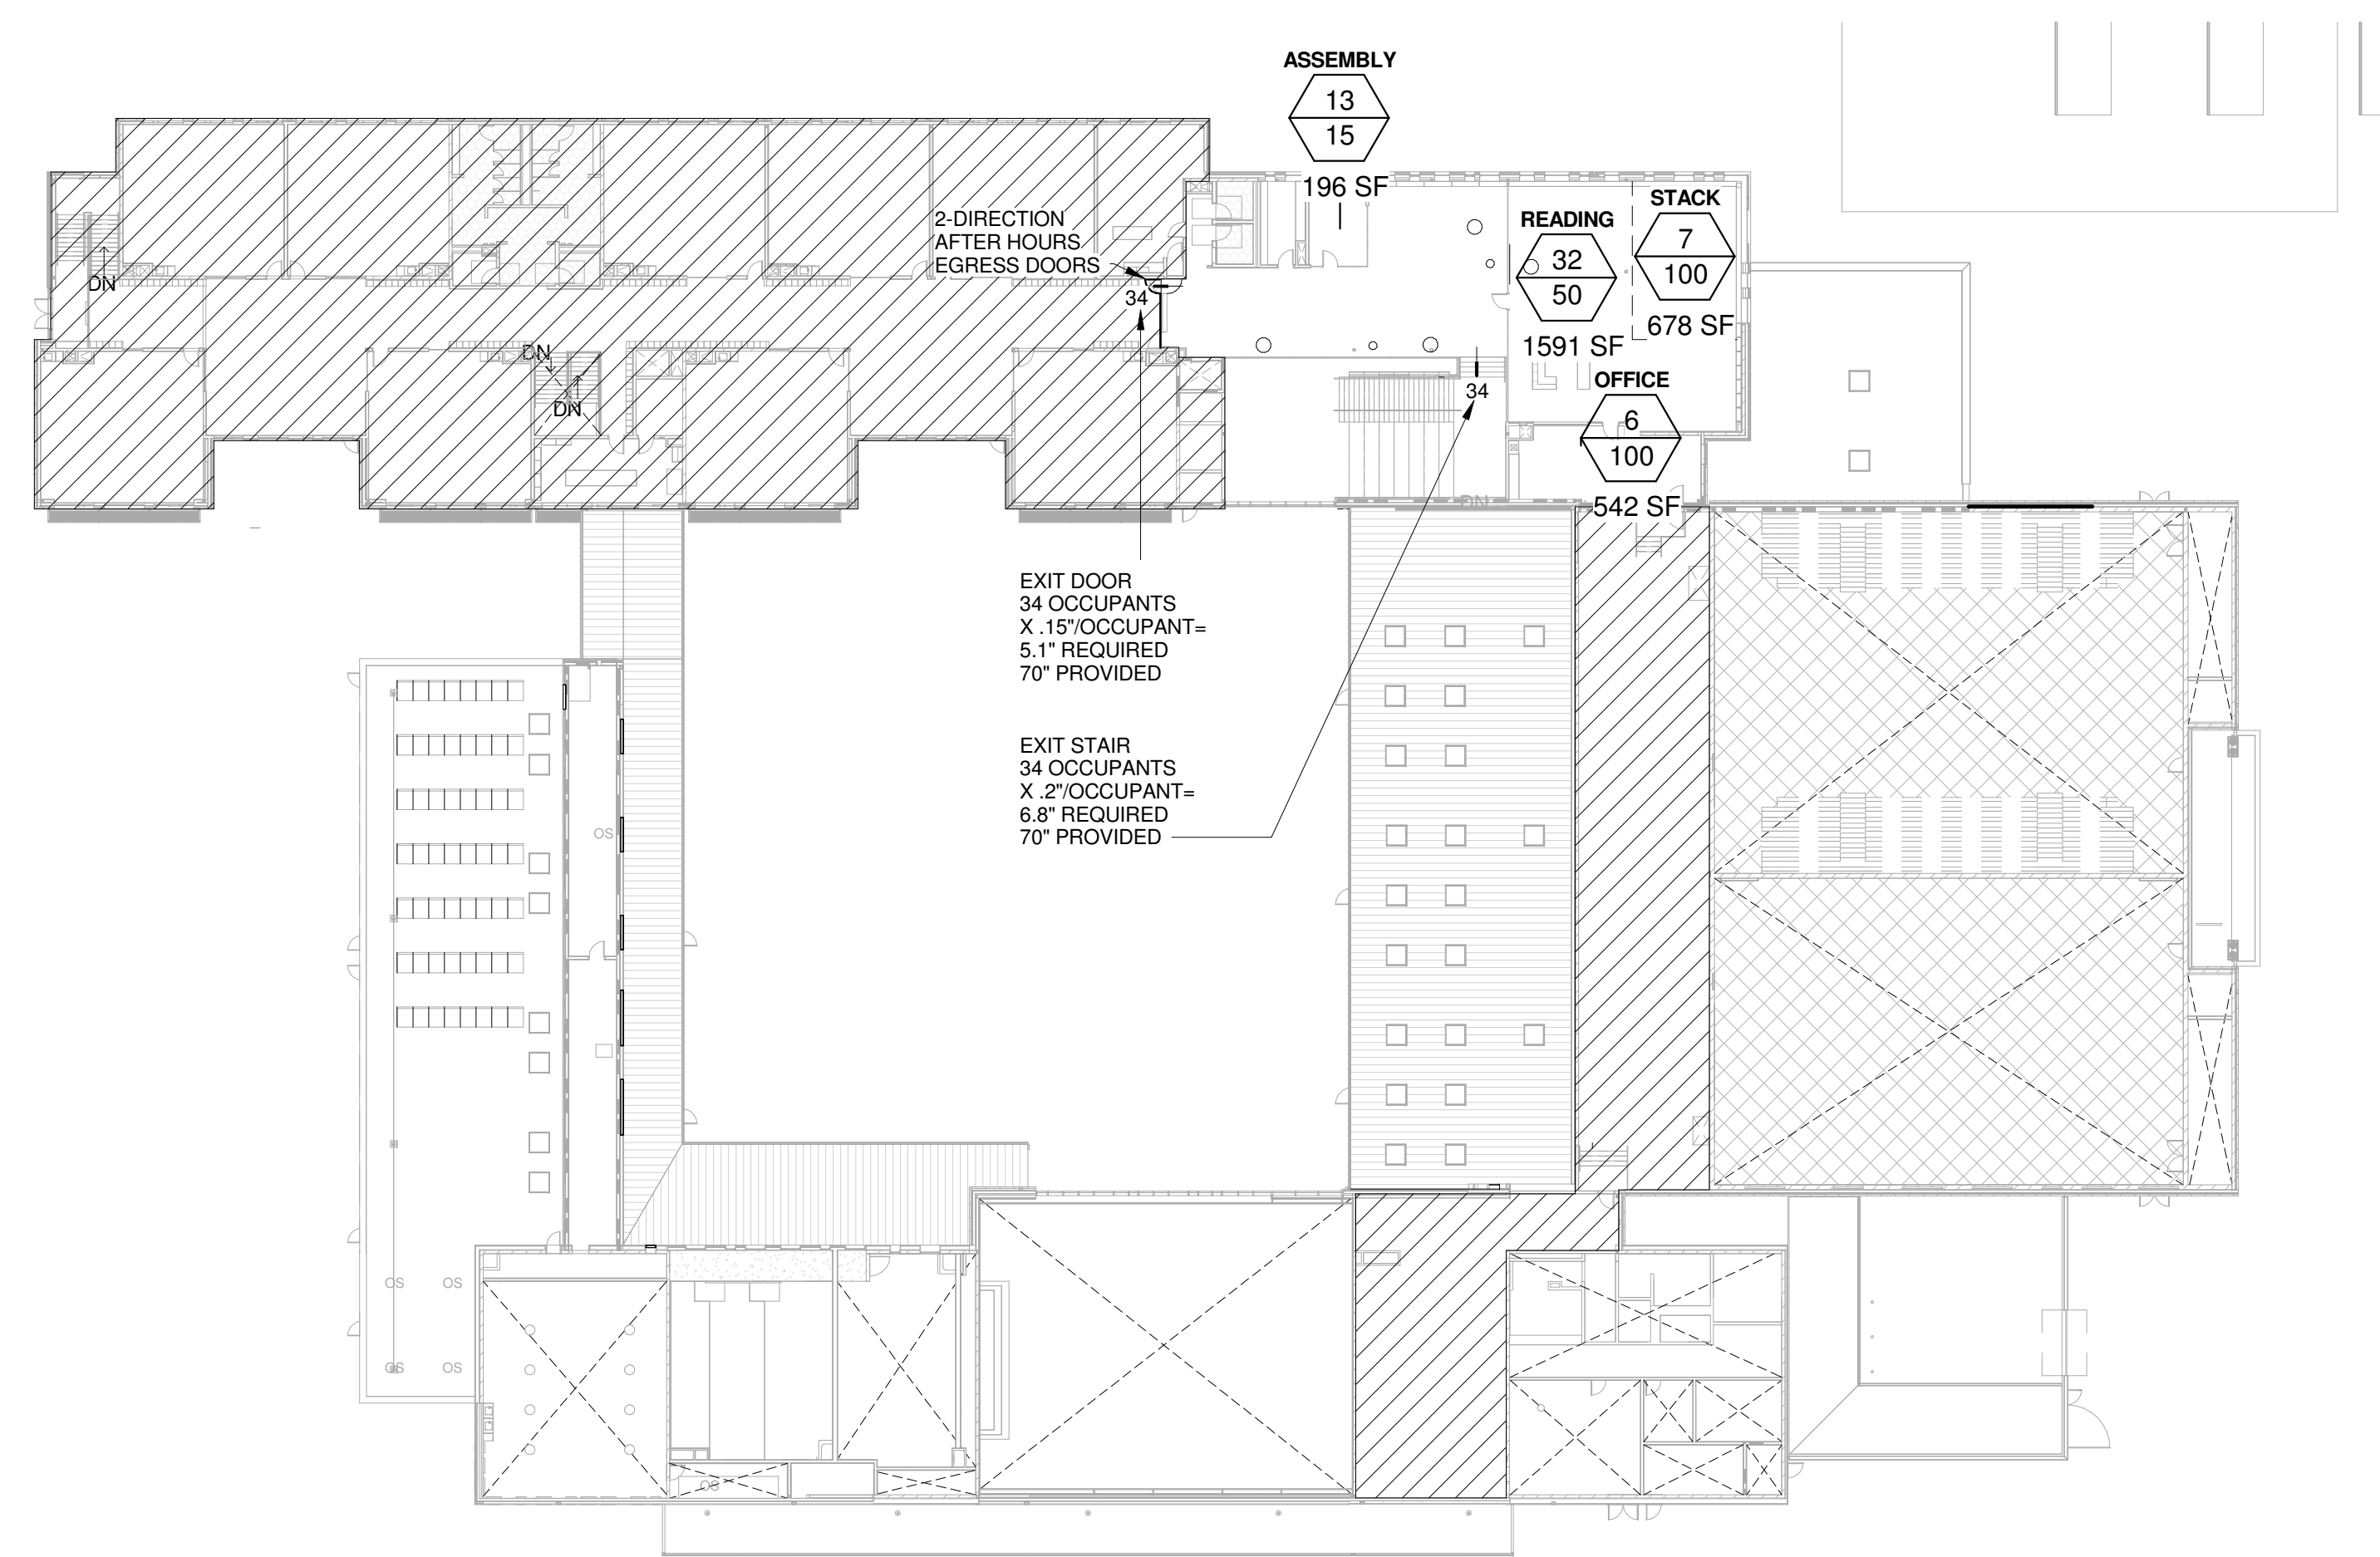 ASSEMBLY
13
15
196 SF
STACK
7
100
678 SF
READING
32
50
1591 SF
2-DIRECTION
AFTER HOURS
EGRESS DOORS
34
DN
DN
DN
34
OFFICE
6
100
542 SF
DN
EXIT DOOR
34 OCCUPANTS
X .15"/OCCUPANT=
5.1" REQUIRED
70" PROVIDED
EXIT STAIR
34 OCCUPANTS
X .2"/OCCUPANT=
6.8" REQUIRED
70" PROVIDED
OS
OS
OS
OS
OS
OS